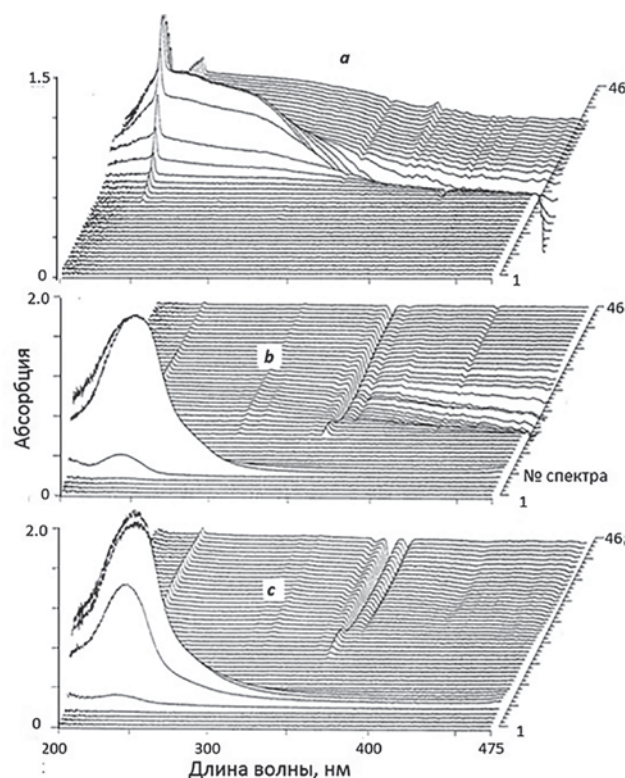 a
1.5
0
46
1
2.0
b
0
46
№ спектра
1
Абсорбция
2.0
c
0
46
1
200
300
400
475
Длина волны, нм